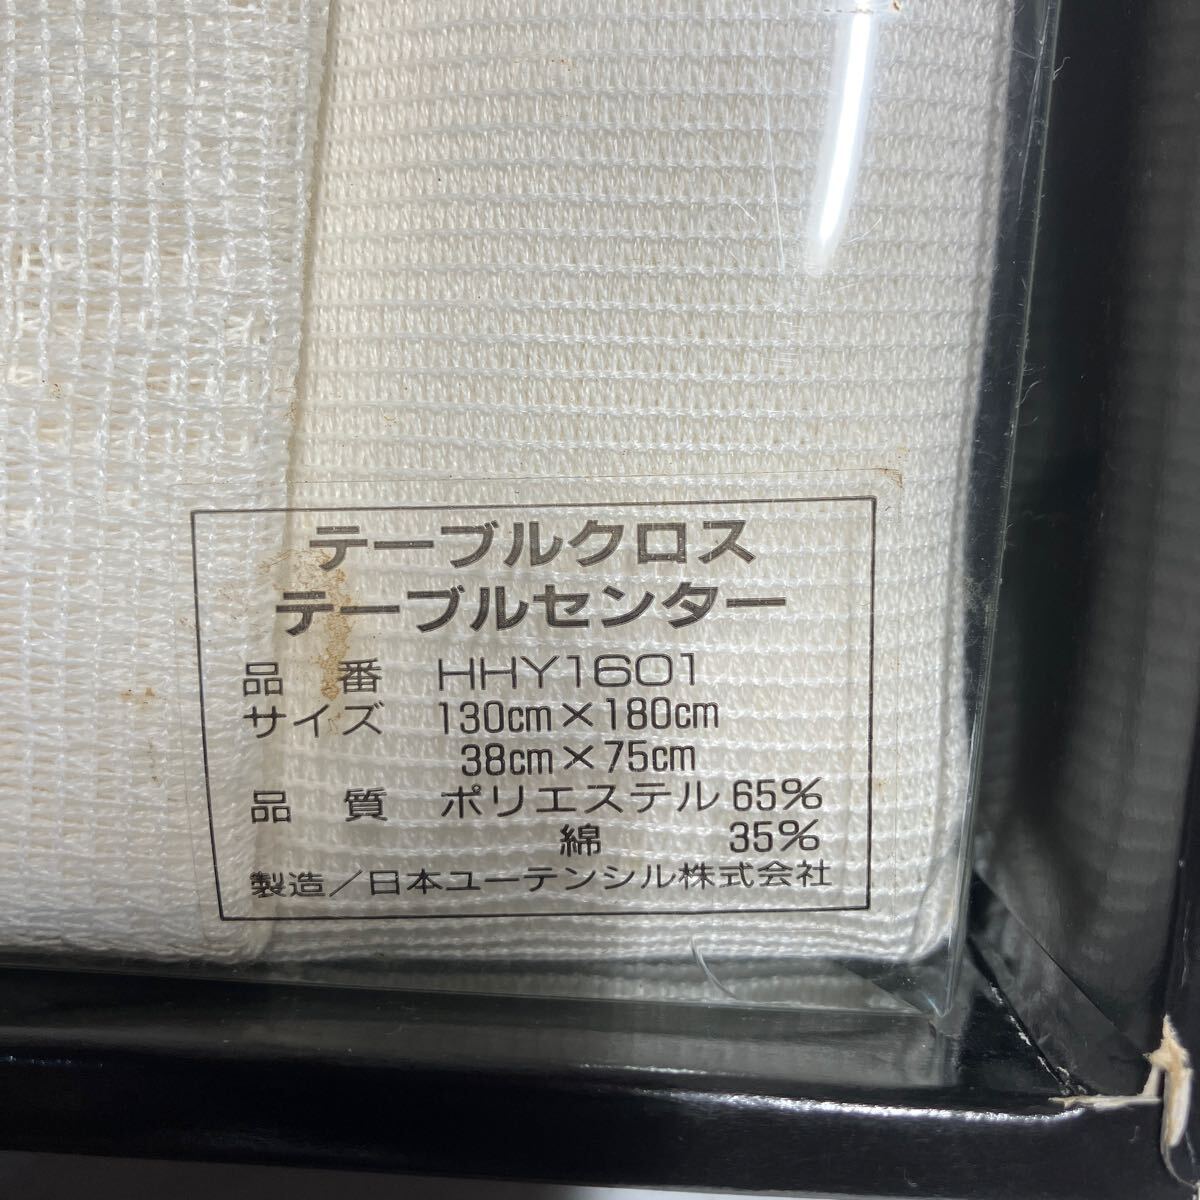 テーブルクロス
テーブルセンター
品番 HHY1601
サイズ 130cm×180cm
38cm×75cm
品質 ポリエステル 65%
綿 35%
製造/日本ユーテンシル株式会社